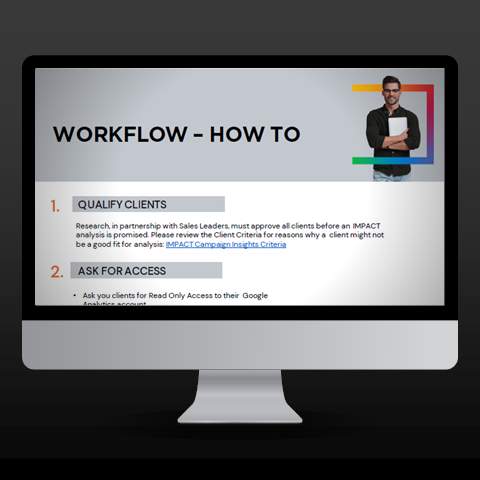 WORKFLOW – HOW TO
1. QUALIFY CLIENTS
Research, in partnership with Sales Leaders, must approve all clients before an IMPACT
analysis is promised. Please review the Client Criteria for reasons why a client might not
be a good fit for analysis: IMPACT Campaign Insights Criteria
2. ASK FOR ACCESS
• Ask you clients for Read Only Access to their Google
Analytics account